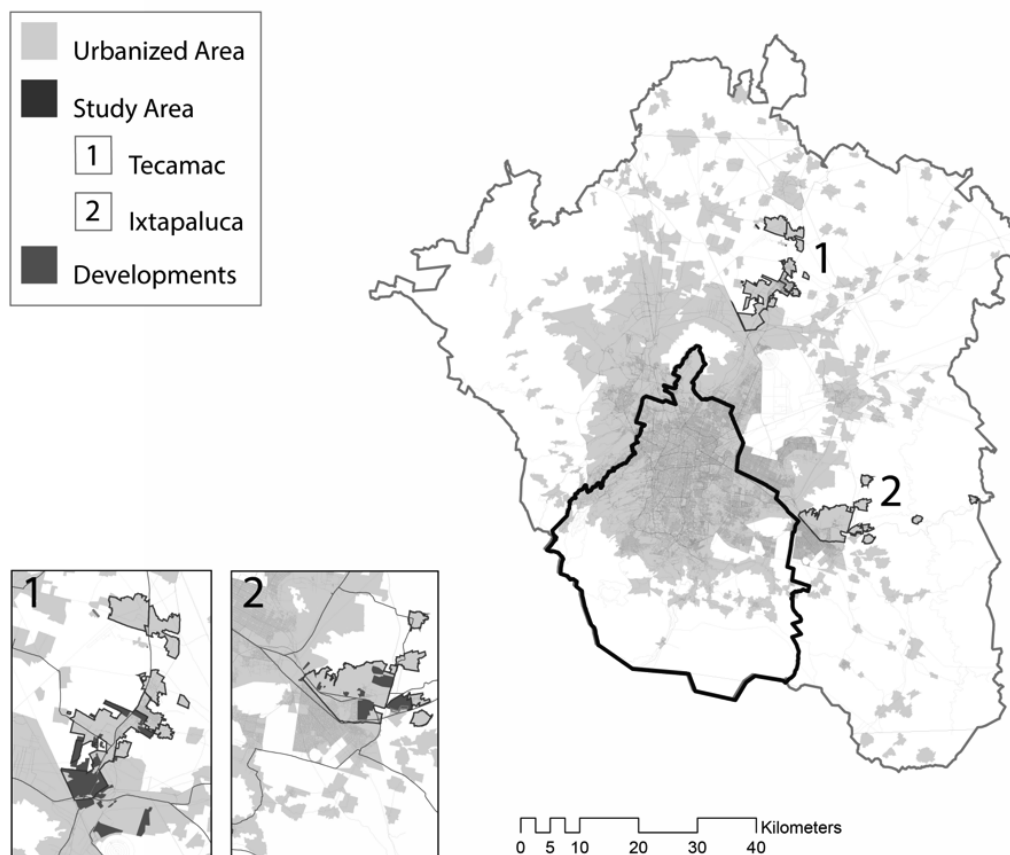 Urbanized Area
Study Area
1 Tecamac
2 Ixtapaluca
Developments
1
2
1
2
Kilometers
0 5 10 20 30 40